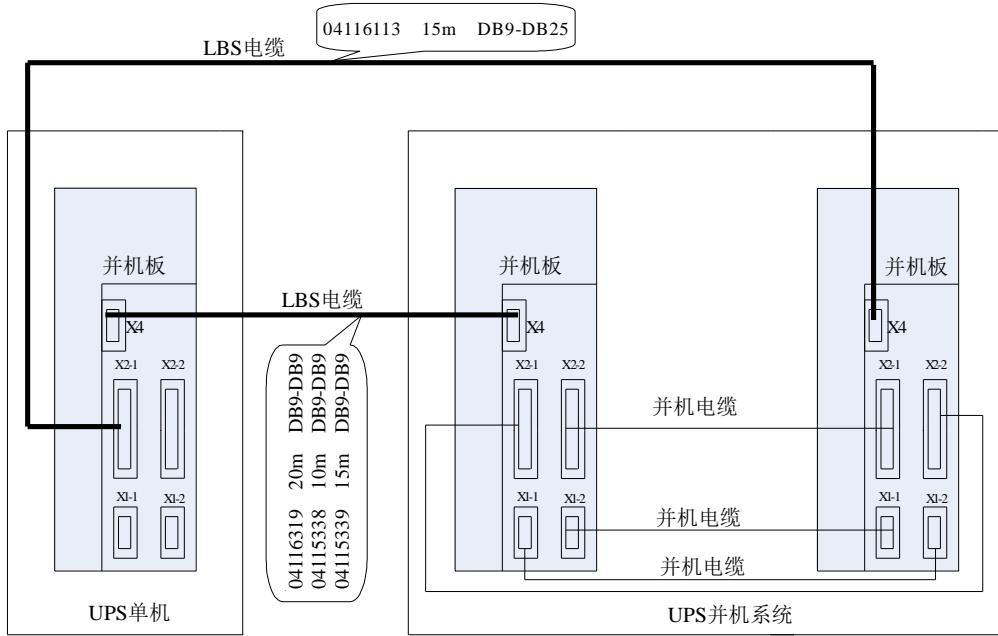 04116113 15m DB9-DB25
LBS电缆
并机板
X4
X2-1 X2-2
X1-1 X1-2
UPS单机
LBS电缆
04116319 20m DB9-DB9
04115338 10m DB9-DB9
04115339 15m DB9-DB9
并机板
X4
X2-1 X2-2
X1-1 X1-2
并机电缆
并机电缆
并机电缆
并机板
X4
X2-1 X2-2
X1-1 X1-2
UPS并机系统